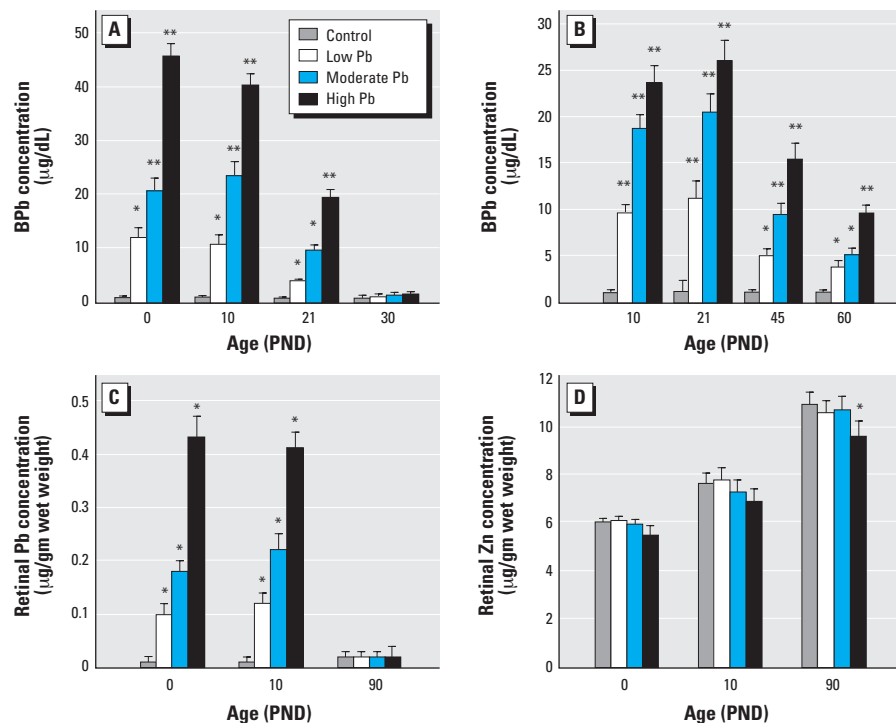 A
Control
Low Pb
Moderate Pb
High Pb
BPb concentration
(µg/dL)
50
40
30
20
10
0
* ** **
* ** **
* * **
0 10 21 30
Age (PND)
B
BPb concentration
(µg/dL)
30
25
20
15
10
5
0
** ** **
** ** **
* ** **
* * **
10 21 45 60
Age (PND)
C
Retinal Pb concentration
(µg/gm wet weight)
0.5
0.4
0.3
0.2
0.1
0
* * *
* * *
0 10 90
Age (PND)
D
Retinal Zn concentration
(µg/gm wet weight)
12
10
8
6
4
2
0
*
0 10 90
Age (PND)